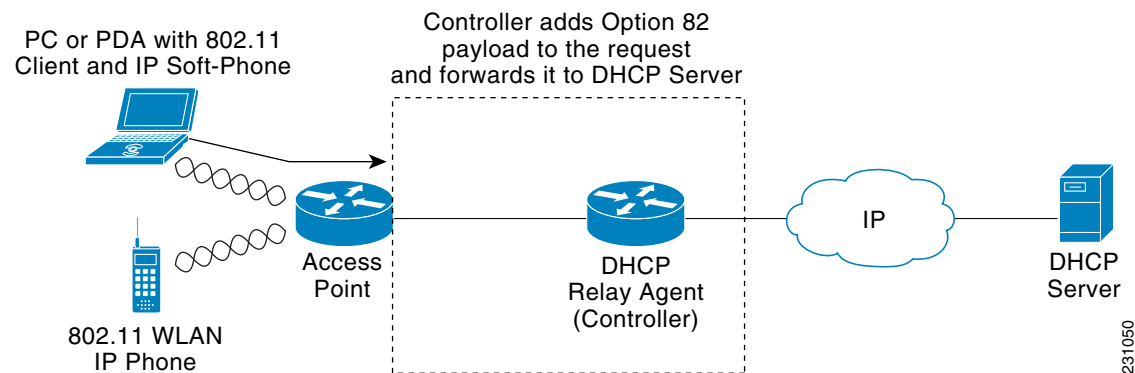 Controller adds Option 82
payload to the request
and forwards it to DHCP Server
PC or PDA with 802.11
Client and IP Soft-Phone
Access
Point
DHCP
Relay Agent
(Controller)
IP
DHCP
Server
802.11 WLAN
IP Phone
231050